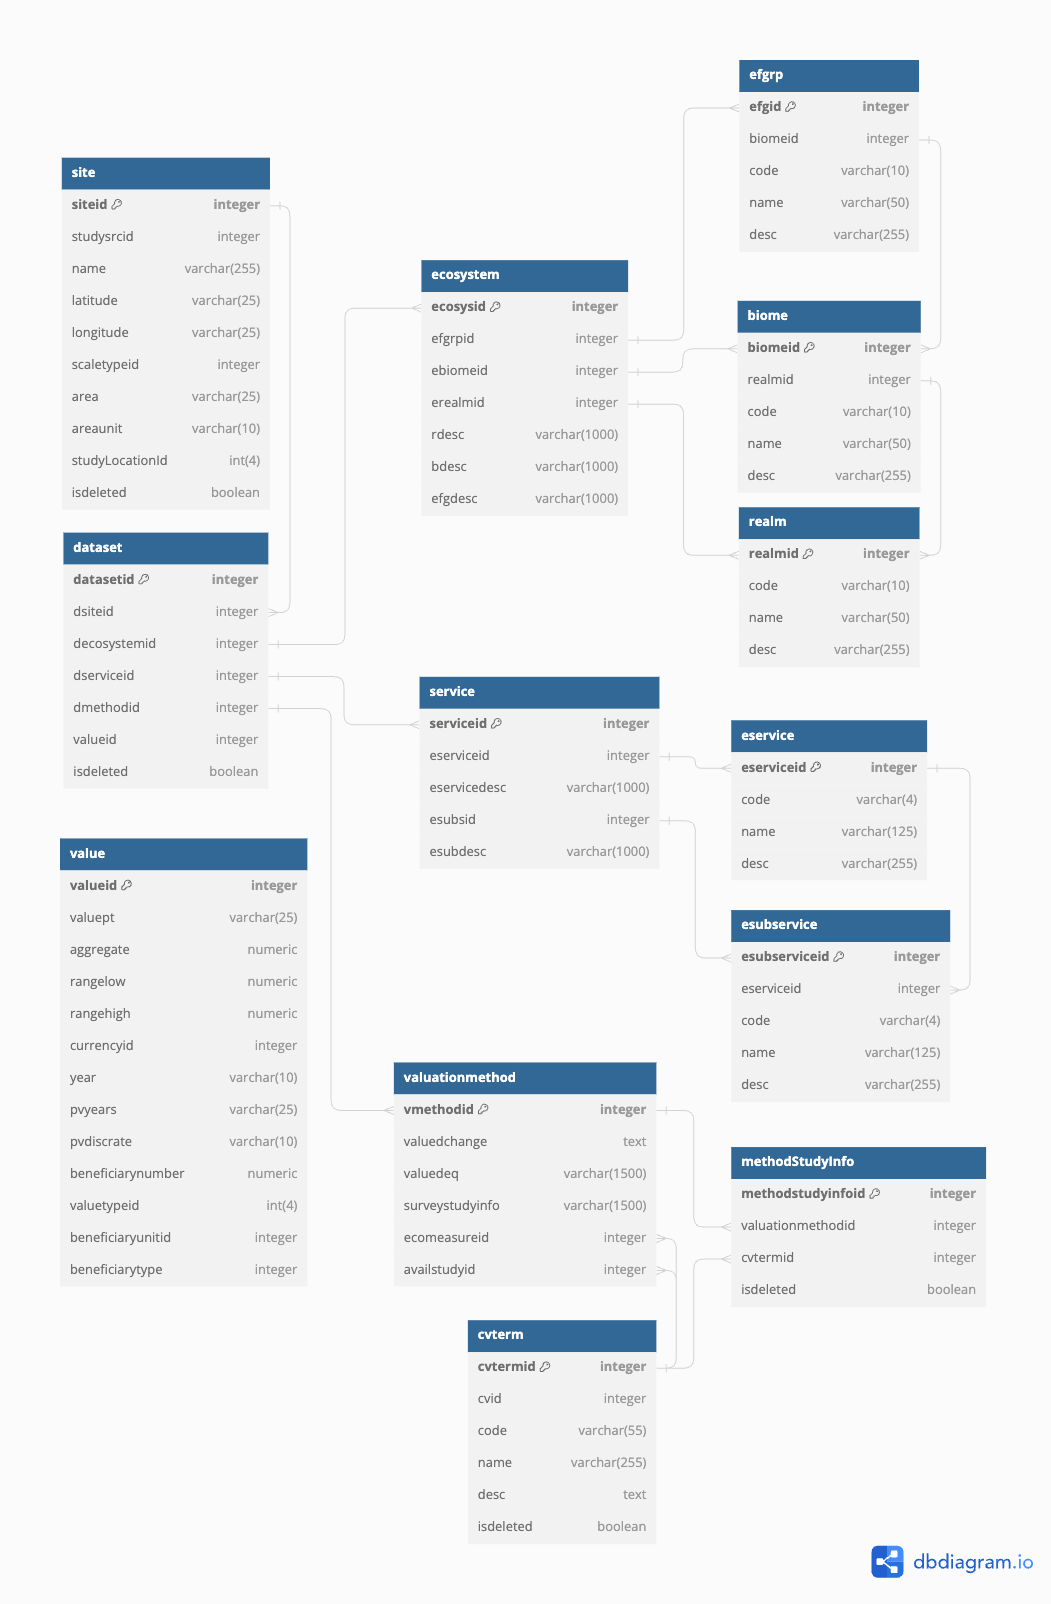 site
siteid integer
studysrcid integer
name varchar(255)
latitude varchar(25)
longitude varchar(25)
scaletypeid integer
area varchar(25)
areaunit varchar(10)
studyLocationId int(4)
isdeleted boolean
dataset
datasetid integer
dsiteid integer
decosystemid integer
dserviceid integer
dmethodid integer
valueid integer
isdeleted boolean
value
valueid integer
valuept varchar(25)
aggregate numeric
rangelow numeric
rangehigh numeric
currencyid integer
year varchar(10)
pvyears varchar(25)
pvdiscrate varchar(10)
beneficiarynumber numeric
valuetypeid int(4)
beneficiaryunitid integer
beneficiarytype integer
ecosystem
ecosysid integer
efgrpid integer
ebiomeid integer
erealmid integer
rdesc varchar(1000)
bdesc varchar(1000)
efgdesc varchar(1000)
service
serviceid integer
eserviceid integer
eservicedesc varchar(1000)
esubsid integer
esubdesc varchar(1000)
valuationmethod
vmethodid integer
valuedchange text
valuedeq varchar(1500)
surveystudyinfo varchar(1500)
ecomeasureid integer
availstudyid integer
cvterm
cvtermid integer
cvid integer
code varchar(55)
name varchar(255)
desc text
isdeleted boolean
efgrp
efgid integer
biomeid integer
code varchar(10)
name varchar(50)
desc varchar(255)
biome
biomeid integer
realmid integer
code varchar(10)
name varchar(50)
desc varchar(255)
realm
realmid integer
code varchar(10)
name varchar(50)
desc varchar(255)
eservice
eserviceid integer
code varchar(4)
name varchar(125)
desc varchar(255)
esubservice
esubserviceid integer
eserviceid integer
code varchar(4)
name varchar(125)
desc varchar(255)
methodStudyInfo
methodstudyinfoid integer
valuationmethodid integer
cvtermid integer
isdeleted boolean
dbdiagram.io